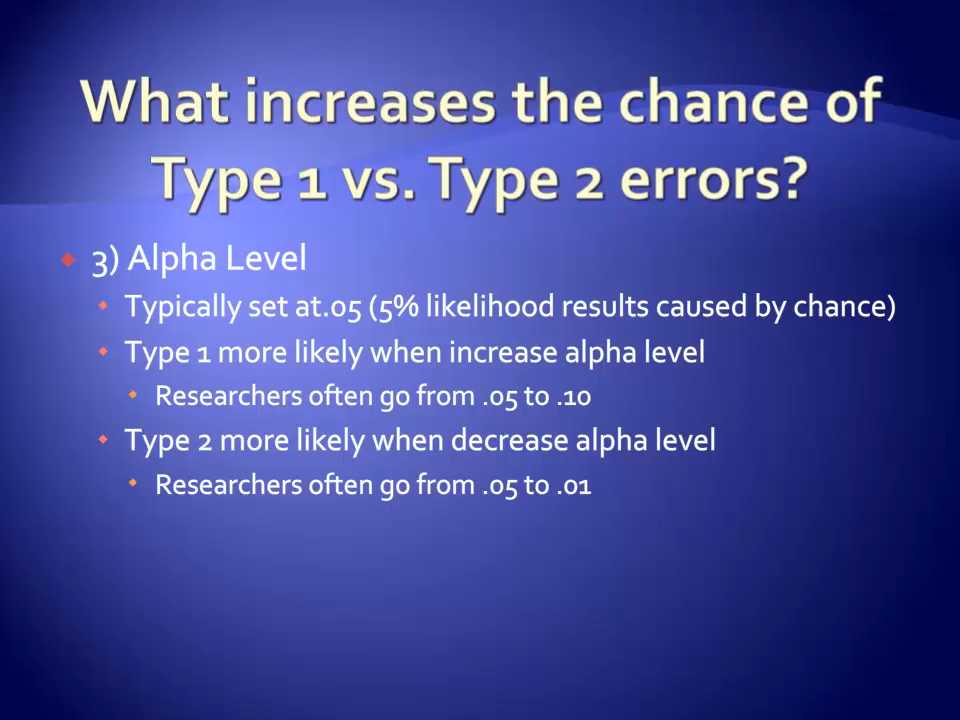 What increases the chance of
Type 1 vs. Type 2 errors?
3) Alpha Level
Typically set at.05 (5% likelihood results caused by chance)
Type 1 more likely when increase alpha level
Researchers often go from .05 to .10
Type 2 more likely when decrease alpha level
Researchers often go from .05 to .01